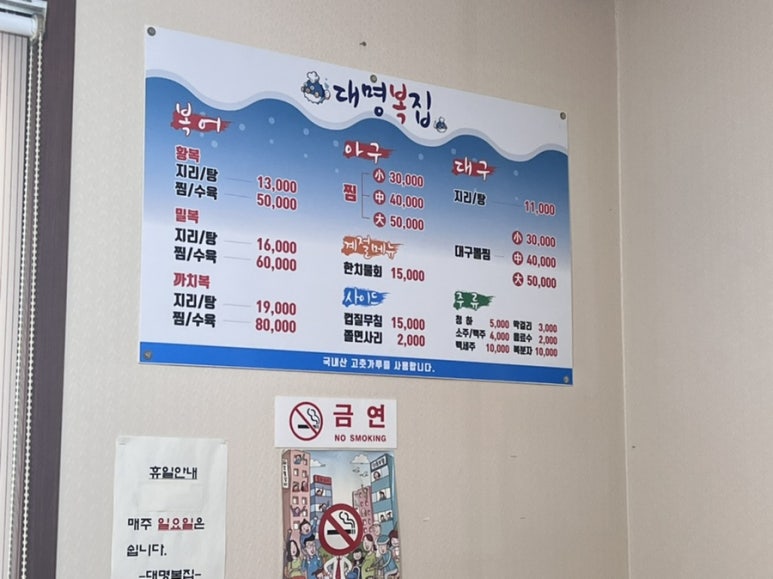 대명복집
복어
황복
지리/탕 13,000
찜/수육 50,000
밀복
지리/탕 16,000
찜/수육 60,000
까치복
지리/탕 19,000
찜/수육 80,000
아구
찜
小 30,000
中 40,000
大 50,000
계절메뉴
한치물회 15,000
사이드
껍질무침 15,000
쫄면사리 2,000
대구
지리/탕 11,000
대구뽈찜
小 30,000
中 40,000
大 50,000
주류
청하 5,000 막걸리 3,000
소주/맥주 4,000 음료수 2,000
백세주 10,000 복분자 10,000
국내산 고춧가루를 사용합니다.
금연
NO SMOKING
휴일안내
매주 일요일은
쉽니다.
-대명복집-